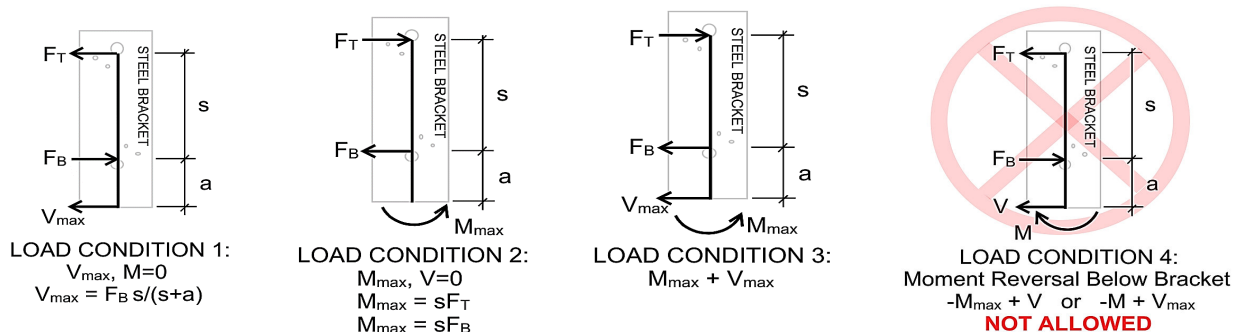 F_T
STEEL BRACKET
s
F_B
a
V_max
LOAD CONDITION 1:
V_max, M=0
V_max = F_B s/(s+a)
F_T
STEEL BRACKET
s
F_B
a
M_max
LOAD CONDITION 2:
M_max, V=0
M_max = sF_T
M_max = sF_B
F_T
STEEL BRACKET
s
F_B
a
V_max
M_max
LOAD CONDITION 3:
M_max + V_max
F_T
STEEL BRACKET
s
F_B
a
V
M
LOAD CONDITION 4:
Moment Reversal Below Bracket
-M_max + V or -M + V_max
NOT ALLOWED